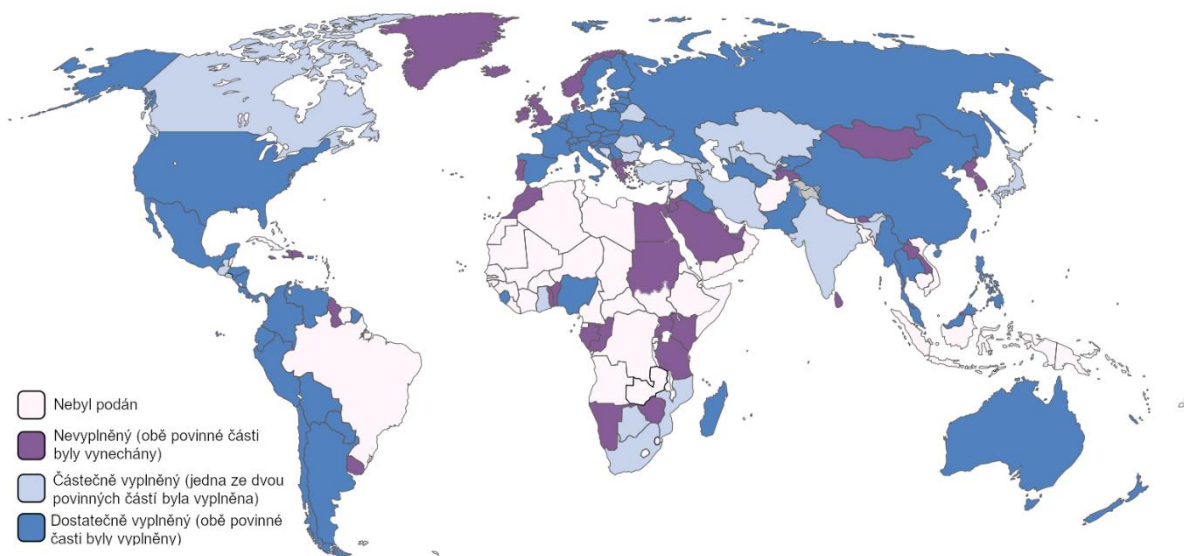 Nebyl podán
Nevyplněný (obě povinné části
byly vynechány)
Částečně vyplněný (jedna ze dvou
povinných částí byla vyplněna)
Dostatečně vyplněný (obě povinné
časti byly vyplněny)